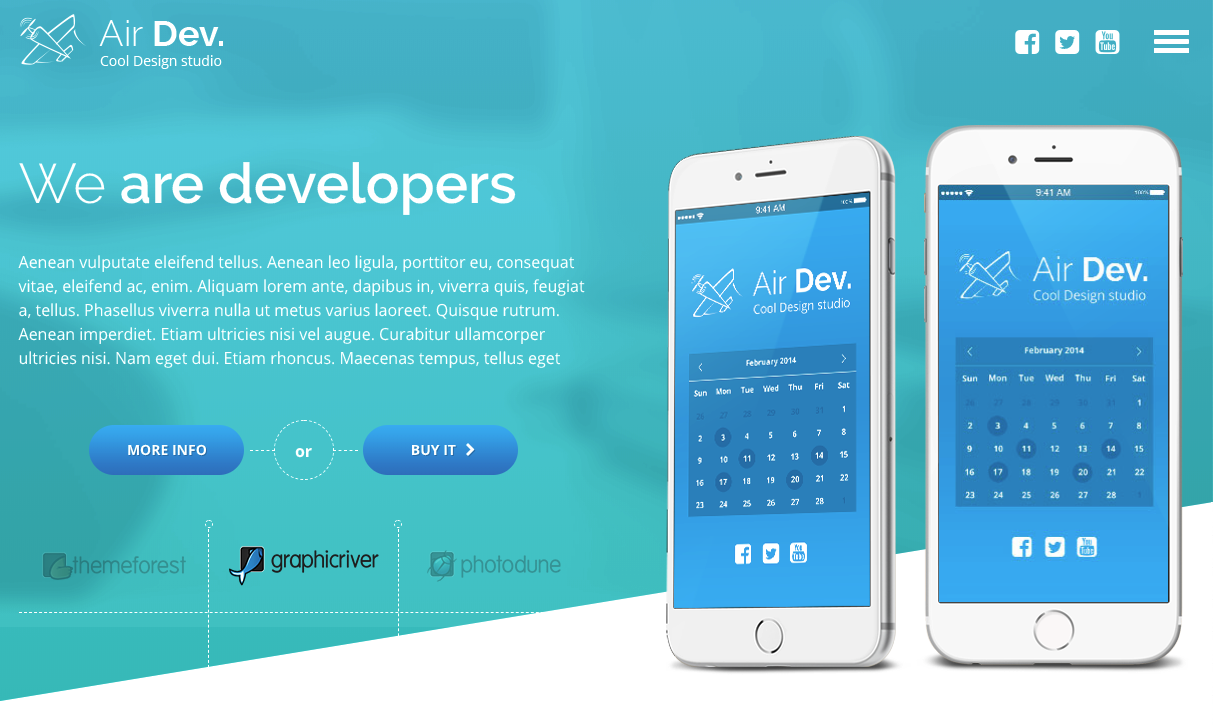 Air Dev.
Cool Design studio
You
Tube
We are developers
Aenean vulputate eleifend tellus. Aenean leo ligula, porttitor eu, consequat
vitae, eleifend ac, enim. Aliquam lorem ante, dapibus in, viverra quis, feugiat
a, tellus. Phasellus viverra nulla ut metus varius laoreet. Quisque rutrum.
Aenean imperdiet. Etiam ultricies nisi vel augue. Curabitur ullamcorper
ultricies nisi. Nam eget dui. Etiam rhoncus. Maecenas tempus, tellus eget
MORE INFO
or
BUY IT
themeforest
graphicriver
photodune
9:41 AM
100%
Air Dev.
Cool Design studio
February 2014
Sun Mon Tue Wed Thu Fri Sat
26 27 28 29 30 31 1
2 3 4 5 6 7 8
9 10 11 12 13 14 15
16 17 18 19 20 21 22
23 24 25 26 27 28 1
You
Tube
9:41 AM
100%
Air Dev.
Cool Design studio
February 2014
Sun Mon Tue Wed Thu Fri Sat
26 27 28 29 30 31 1
2 3 4 5 6 7 8
9 10 11 12 13 14 15
16 17 18 19 20 21 22
23 24 25 26 27 28 1
You
Tube